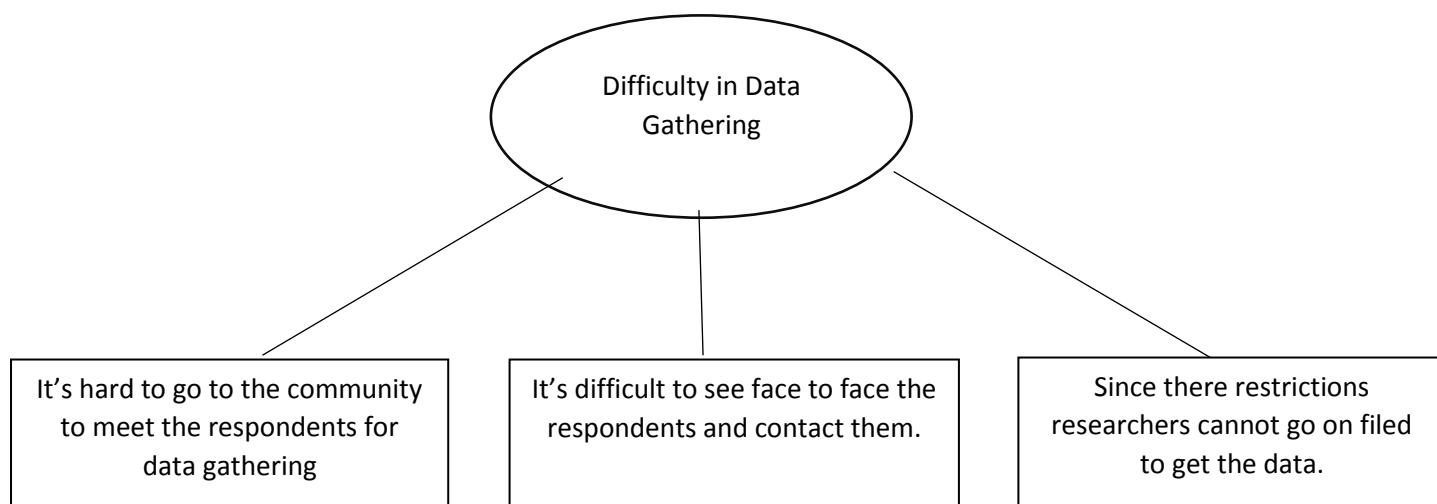 Difficulty in Data
Gathering
It's hard to go to the community
to meet the respondents for
data gathering
It's difficult to see face to face the
respondents and contact them.
Since there restrictions
researchers cannot go on filed
to get the data.